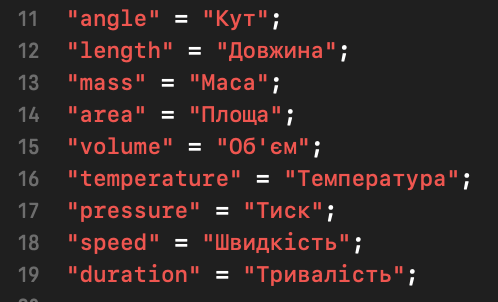 11 "angle" = "Кут";
12 "length" = "Довжина";
13 "mass" = "Маса";
14 "area" = "Площа";
15 "volume" = "Об'єм";
16 "temperature" = "Температура";
17 "pressure" = "Тиск";
18 "speed" = "Швидкість";
19 "duration" = "Тривалість";